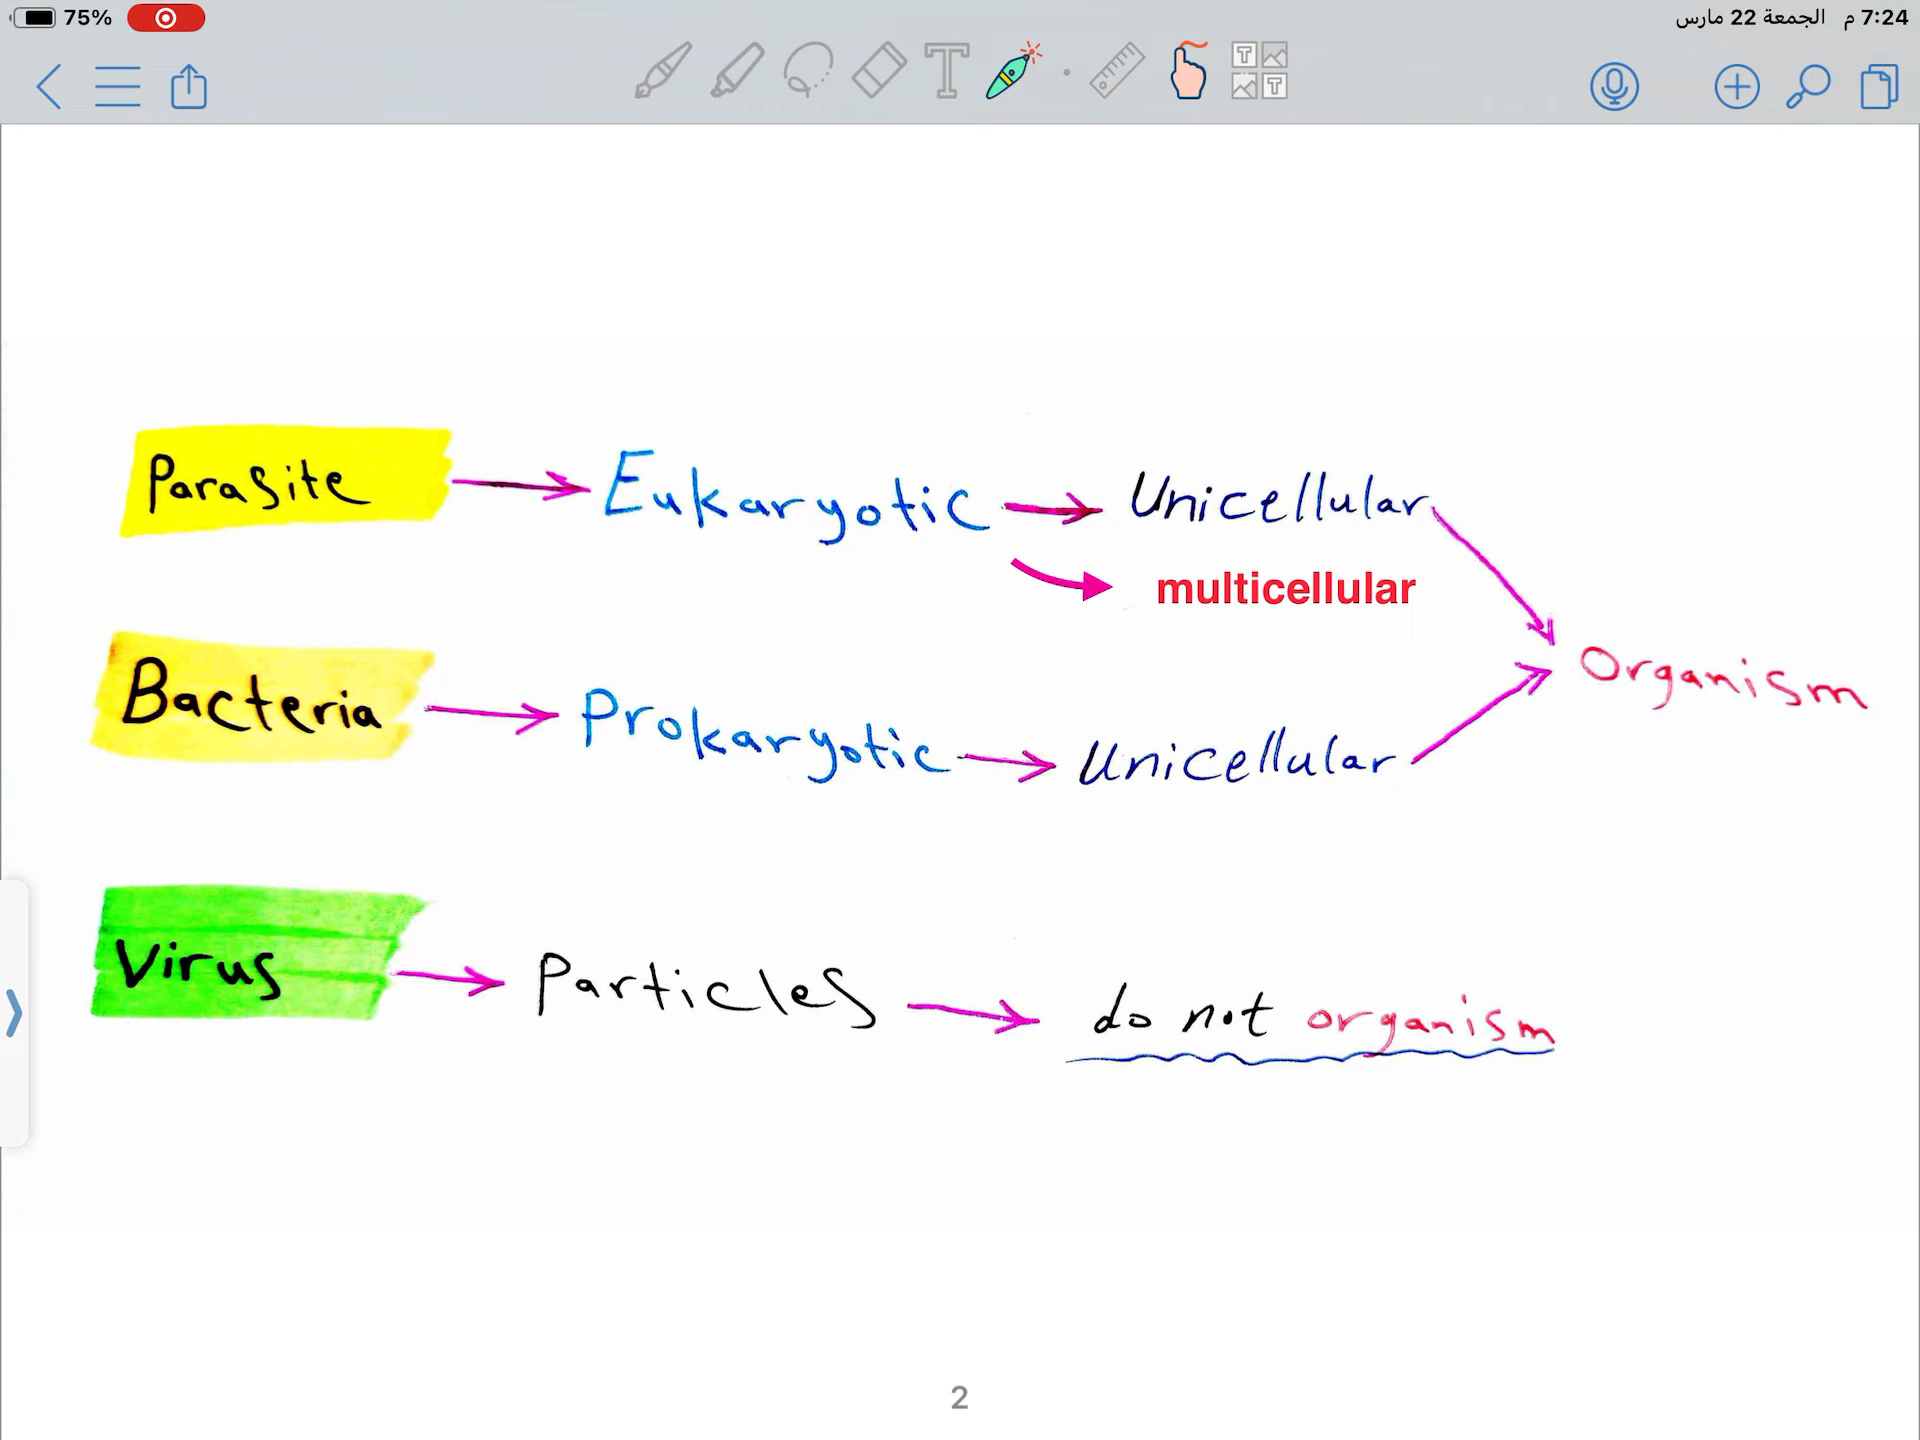 75%
7:24 م الجمعة 22 مارس
Parasite → Eukaryotic → Unicellular
multicellular
Organism
Bacteria → Prokaryotic → Unicellular
Virus → Particles → do not organism
2